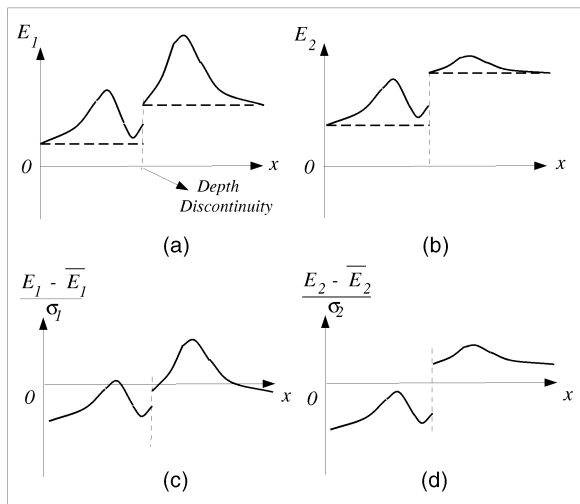 E1
0
x
Depth
Discontinuity
(a)
E2
0
x
(b)
E1 - E1
σ1
0
x
(c)
E2 - E2
σ2
0
x
(d)